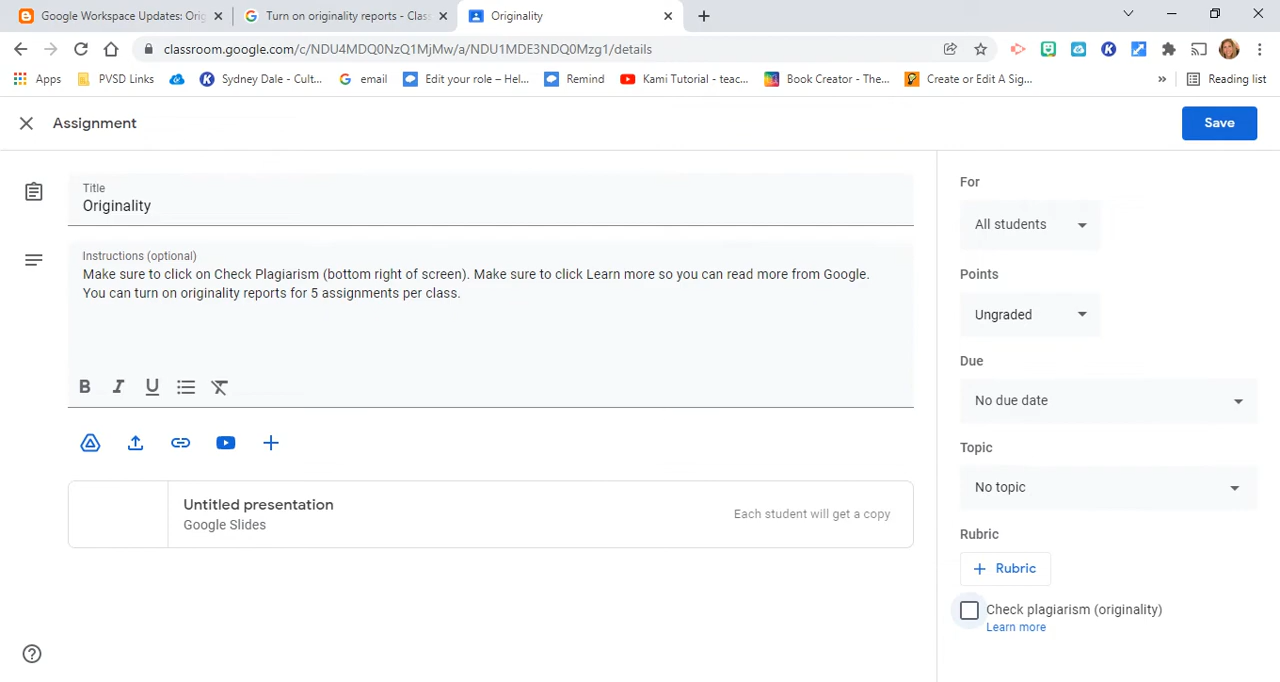 Google Workspace Updates: Orig
Turn on originality reports - Clas
Originality
classroom.google.com/c/NDU4MDQ0NzQ1MjMw/a/NDU1MDE3NDQ0Mzg1/details
Apps
PVSD Links
Sydney Dale - Cult...
email
Edit your role – Hel...
Remind
Kami Tutorial - teac...
Book Creator - The...
Create or Edit A Sig...
»
Reading list
Assignment
Save
Title
Originality
Instructions (optional)
Make sure to click on Check Plagiarism (bottom right of screen). Make sure to click Learn more so you can read more from Google.
You can turn on originality reports for 5 assignments per class.
B I U
Untitled presentation
Google Slides
Each student will get a copy
For
All students
Points
Ungraded
Due
No due date
Topic
No topic
Rubric
+ Rubric
Check plagiarism (originality)
Learn more